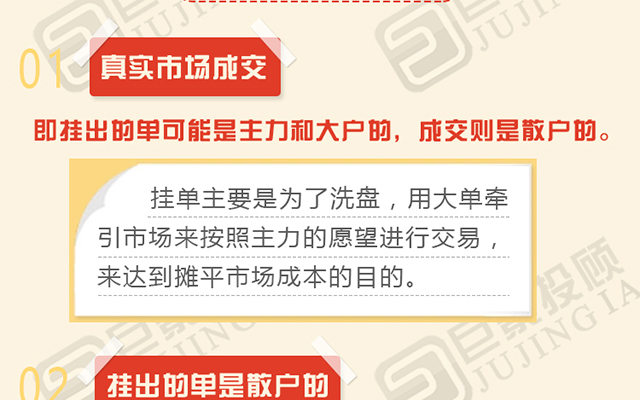 01 真实市场成交
即挂出的单可能是主力和大户的，成交则是散户的。
挂单主要是为了洗盘，用大单牵
引市场来按照主力的愿望进行交易，
来达到摊平市场成本的目的。
巨景投顾
JUJING IA
02 挂出的单是散户的